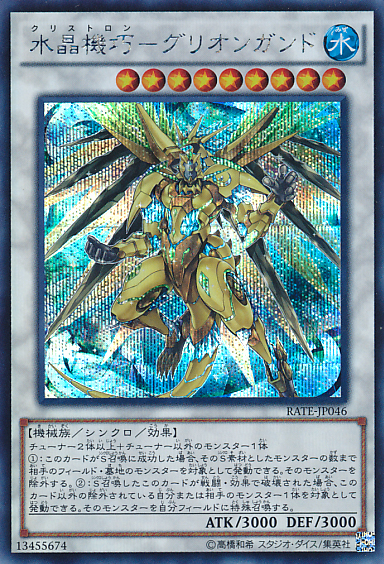 クリストロン
水晶機巧－グリオンガンド
水
RATE-JP046
【機械族／シンクロ／効果】
チューナー2体以上＋チューナー以外のモンスター1体
①：このカードがS召喚に成功した場合、そのS素材としたモンスターの数まで
相手のフィールド・墓地のモンスターを対象として発動できる。そのモンスター
を除外する。②：S召喚したこのカードが戦闘・効果で破壊された場合、この
カード以外の除外されている自分または相手のモンスター1体を対象として
発動できる。そのモンスターを自分フィールドに特殊召喚する。
ATK/3000 DEF/3000
13455674
©高橋和希 スタジオ・ダイス/集英社